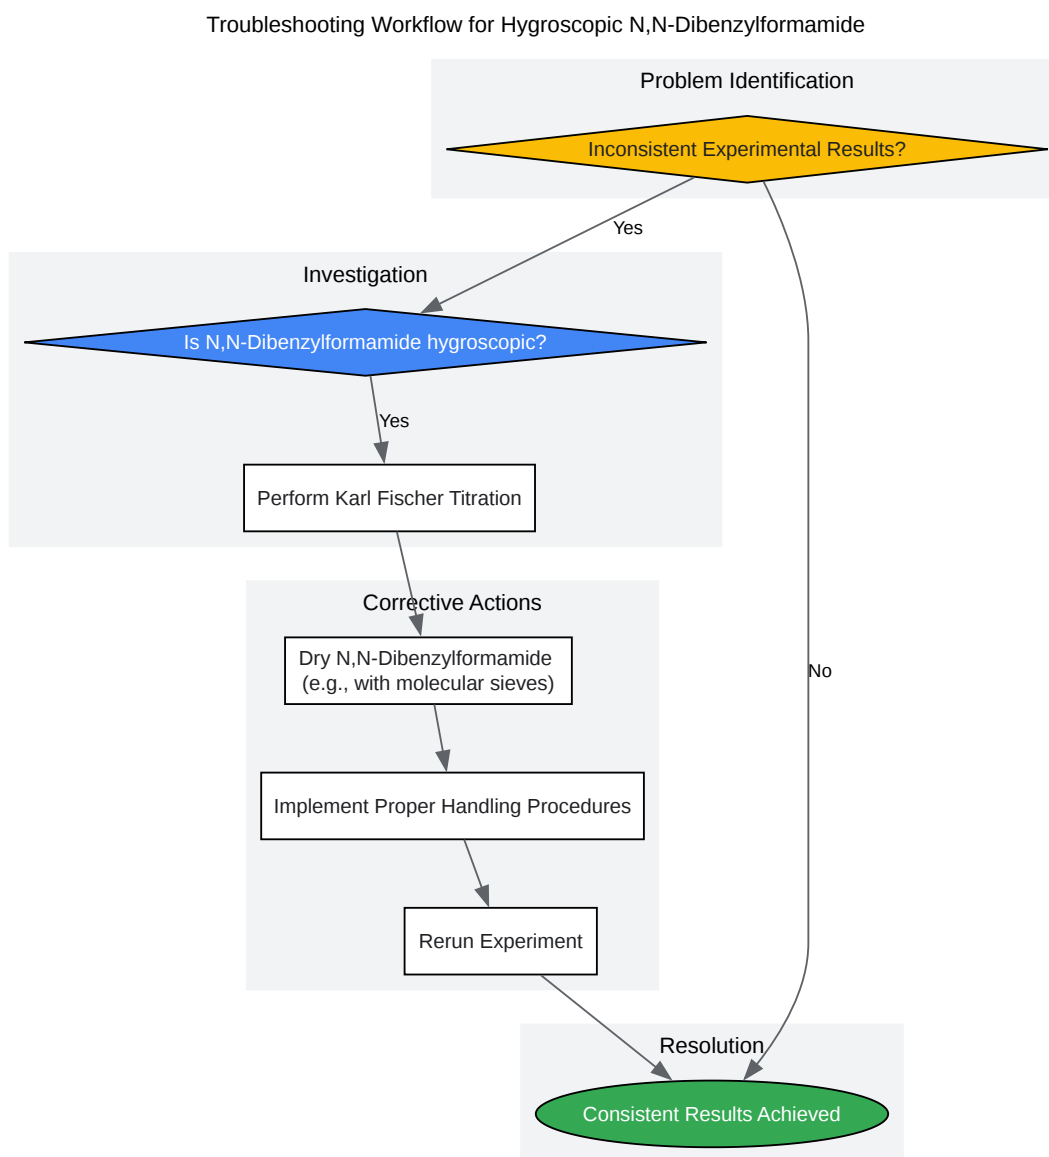 Troubleshooting Workflow for Hygroscopic N,N-Dibenzylformamide
Problem Identification
Inconsistent Experimental Results?
Yes
Investigation
Is N,N-Dibenzylformamide hygroscopic?
Yes
Perform Karl Fischer Titration
Corrective Actions
Dry N,N-Dibenzylformamide
(e.g., with molecular sieves)
No
Implement Proper Handling Procedures
Rerun Experiment
Resolution
Consistent Results Achieved